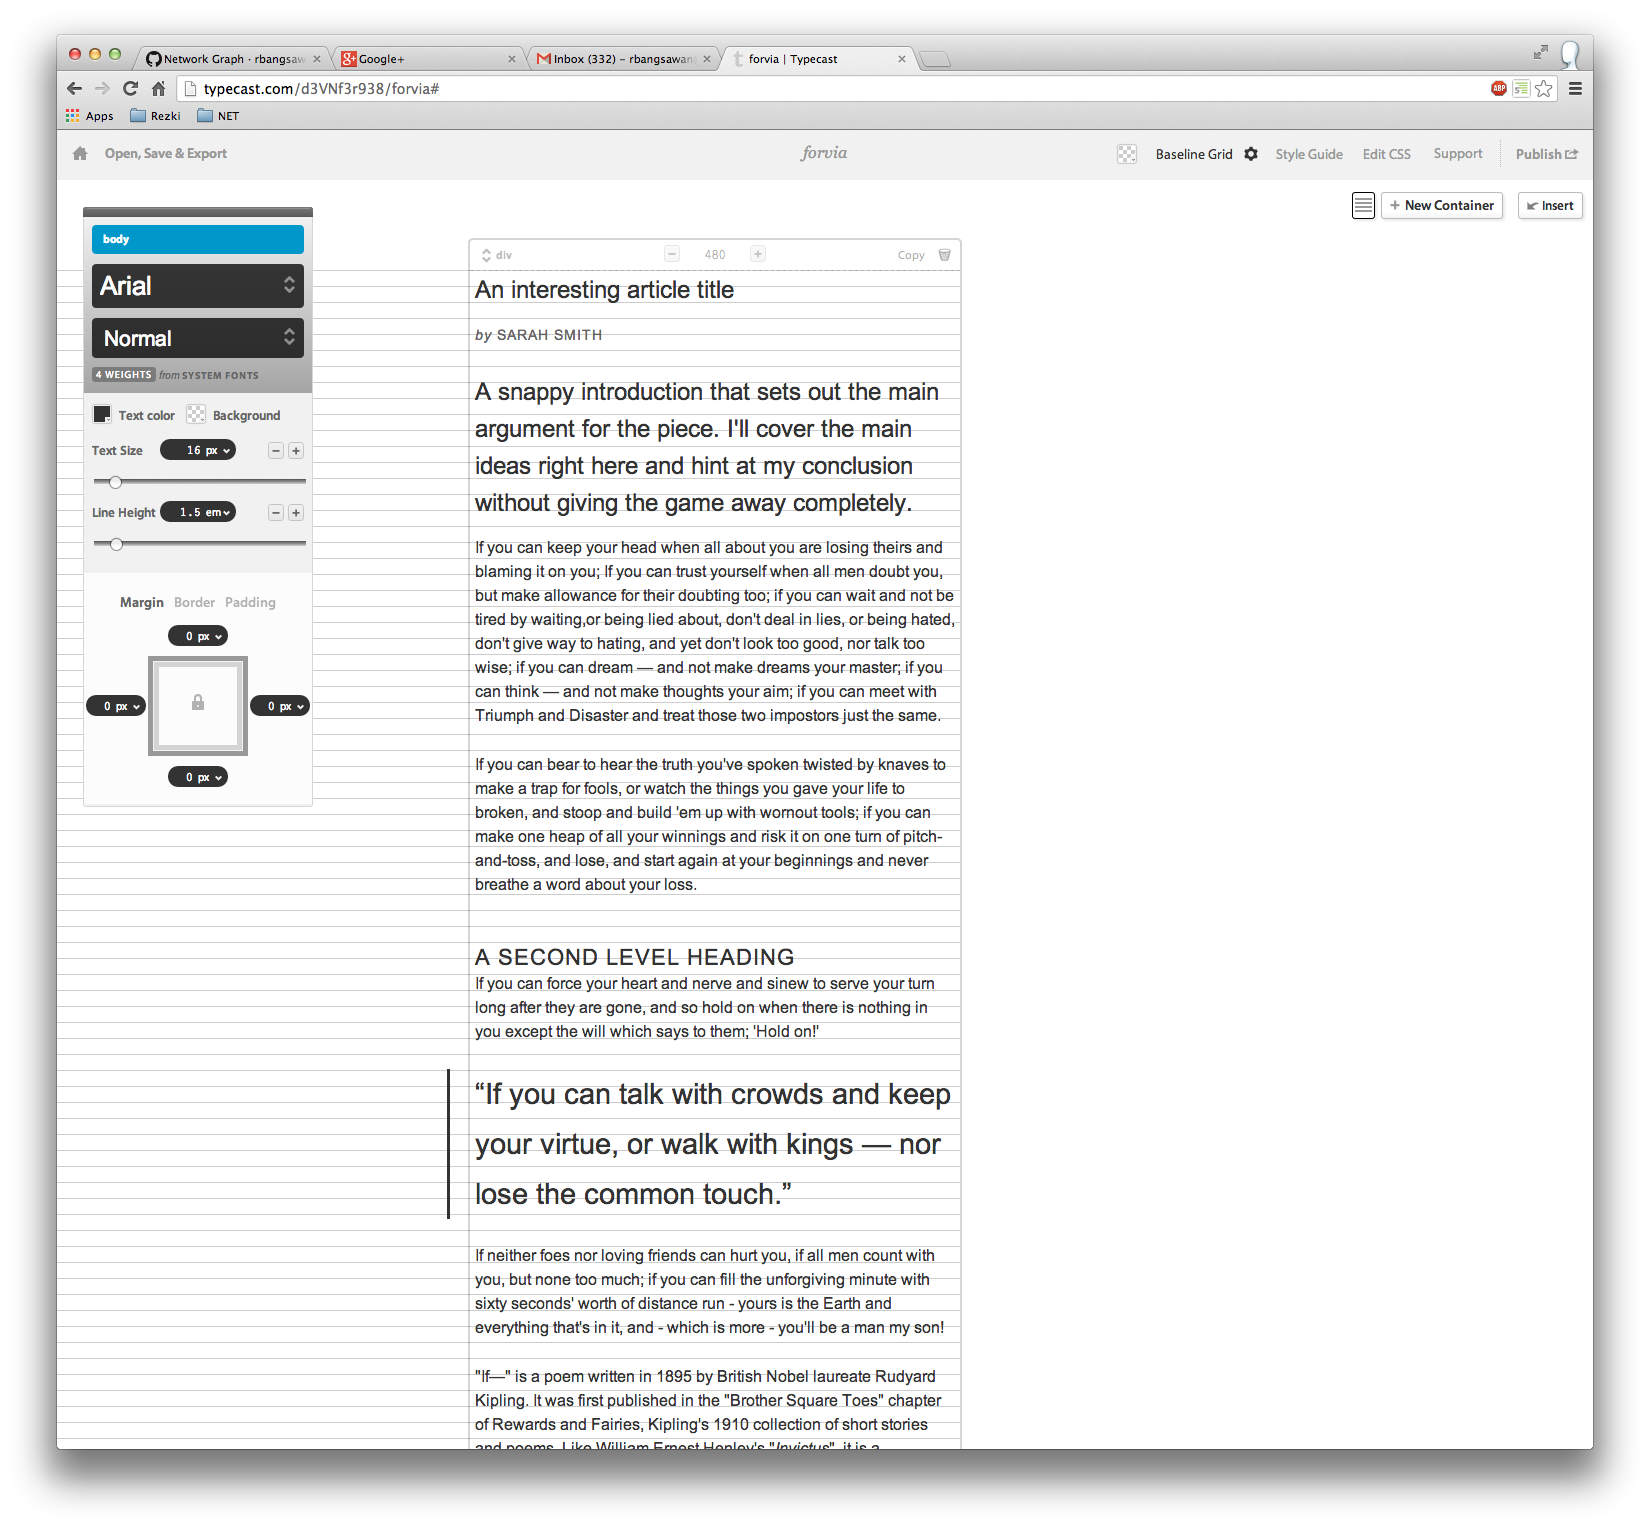 Network Graph · rbangsaw
Google+
Inbox (332) – rbangsawan
forvia | Typecast
typecast.com/d3VNf3r938/forvia#
ABP
Apps
Rezki
NET
Open, Save & Export
forvia
Baseline Grid
Style Guide
Edit CSS
Support
Publish
+ New Container
Insert
body
Arial
Normal
4 WEIGHTS from SYSTEM FONTS
Text color
Background
Text Size
16 px
Line Height
1.5 em
Margin Border Padding
0 px
0 px
0 px
0 px
div
480
Copy
An interesting article title
by SARAH SMITH
A snappy introduction that sets out the main
argument for the piece. I'll cover the main
ideas right here and hint at my conclusion
without giving the game away completely.
If you can keep your head when all about you are losing theirs and
blaming it on you; If you can trust yourself when all men doubt you,
but make allowance for their doubting too; if you can wait and not be
tired by waiting,or being lied about, don't deal in lies, or being hated,
don't give way to hating, and yet don't look too good, nor talk too
wise; if you can dream — and not make dreams your master; if you
can think — and not make thoughts your aim; if you can meet with
Triumph and Disaster and treat those two impostors just the same.
If you can bear to hear the truth you've spoken twisted by knaves to
make a trap for fools, or watch the things you gave your life to
broken, and stoop and build 'em up with wornout tools; if you can
make one heap of all your winnings and risk it on one turn of pitch-
and-toss, and lose, and start again at your beginnings and never
breathe a word about your loss.
A SECOND LEVEL HEADING
If you can force your heart and nerve and sinew to serve your turn
long after they are gone, and so hold on when there is nothing in
you except the will which says to them; 'Hold on!'
“If you can talk with crowds and keep
your virtue, or walk with kings — nor
lose the common touch.”
If neither foes nor loving friends can hurt you, if all men count with
you, but none too much; if you can fill the unforgiving minute with
sixty seconds' worth of distance run - yours is the Earth and
everything that's in it, and - which is more - you'll be a man my son!
"If—" is a poem written in 1895 by British Nobel laureate Rudyard
Kipling. It was first published in the "Brother Square Toes" chapter
of Rewards and Fairies, Kipling's 1910 collection of short stories
and poems. Like William Ernest Henley's "Invictus", it is a